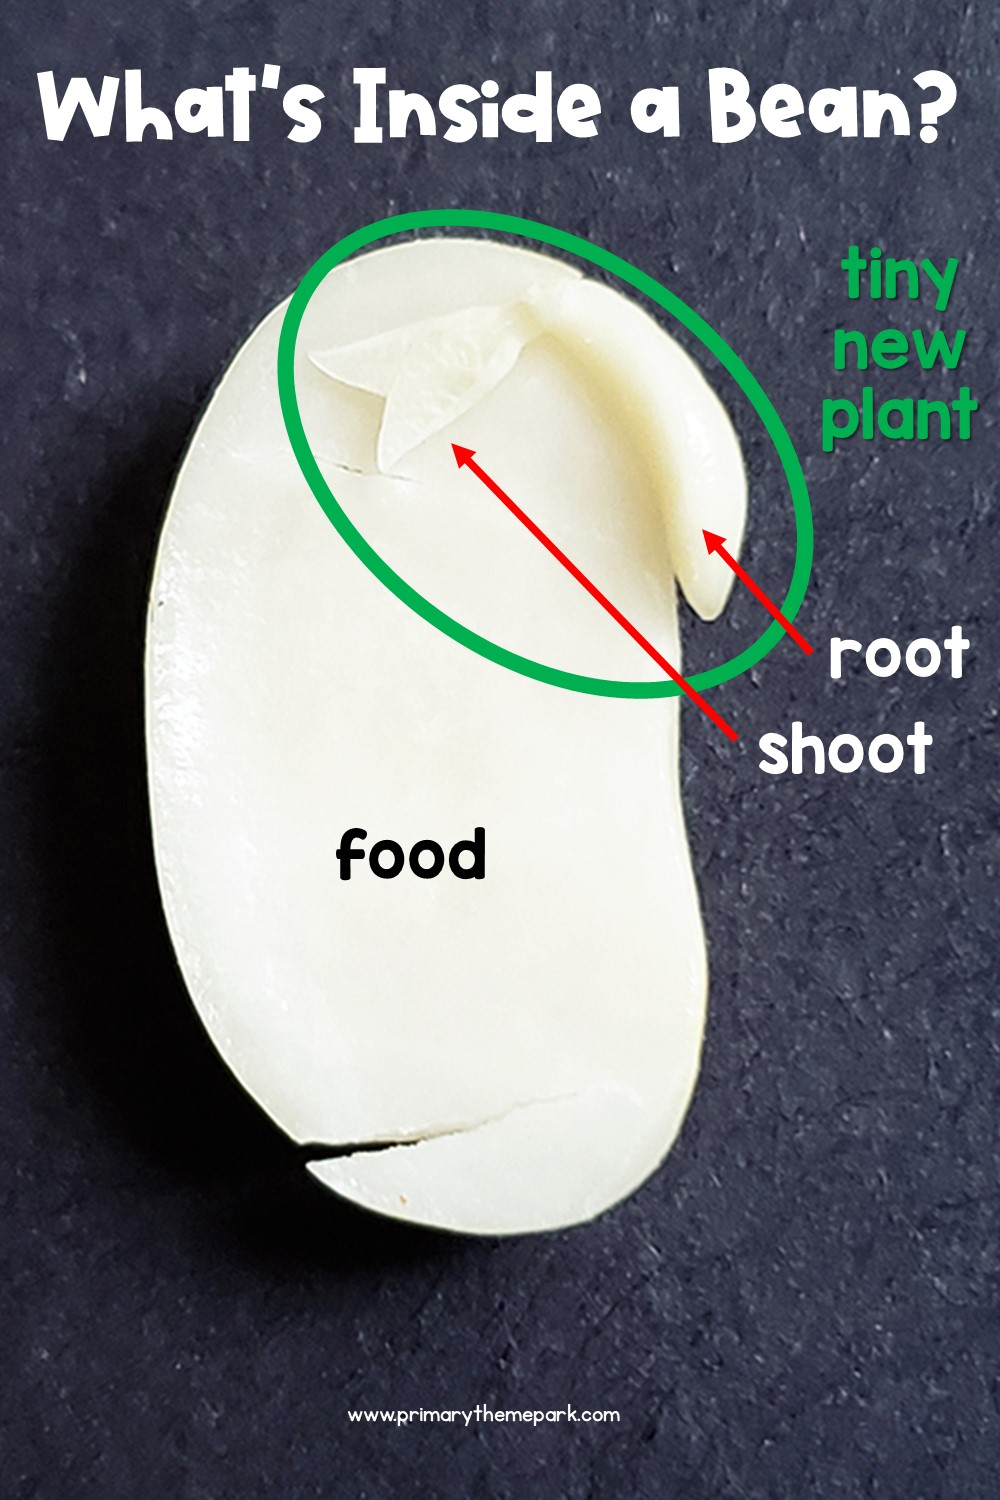 What's Inside a Bean?
tiny
new
plant
root
shoot
food
www.primarythemepark.com